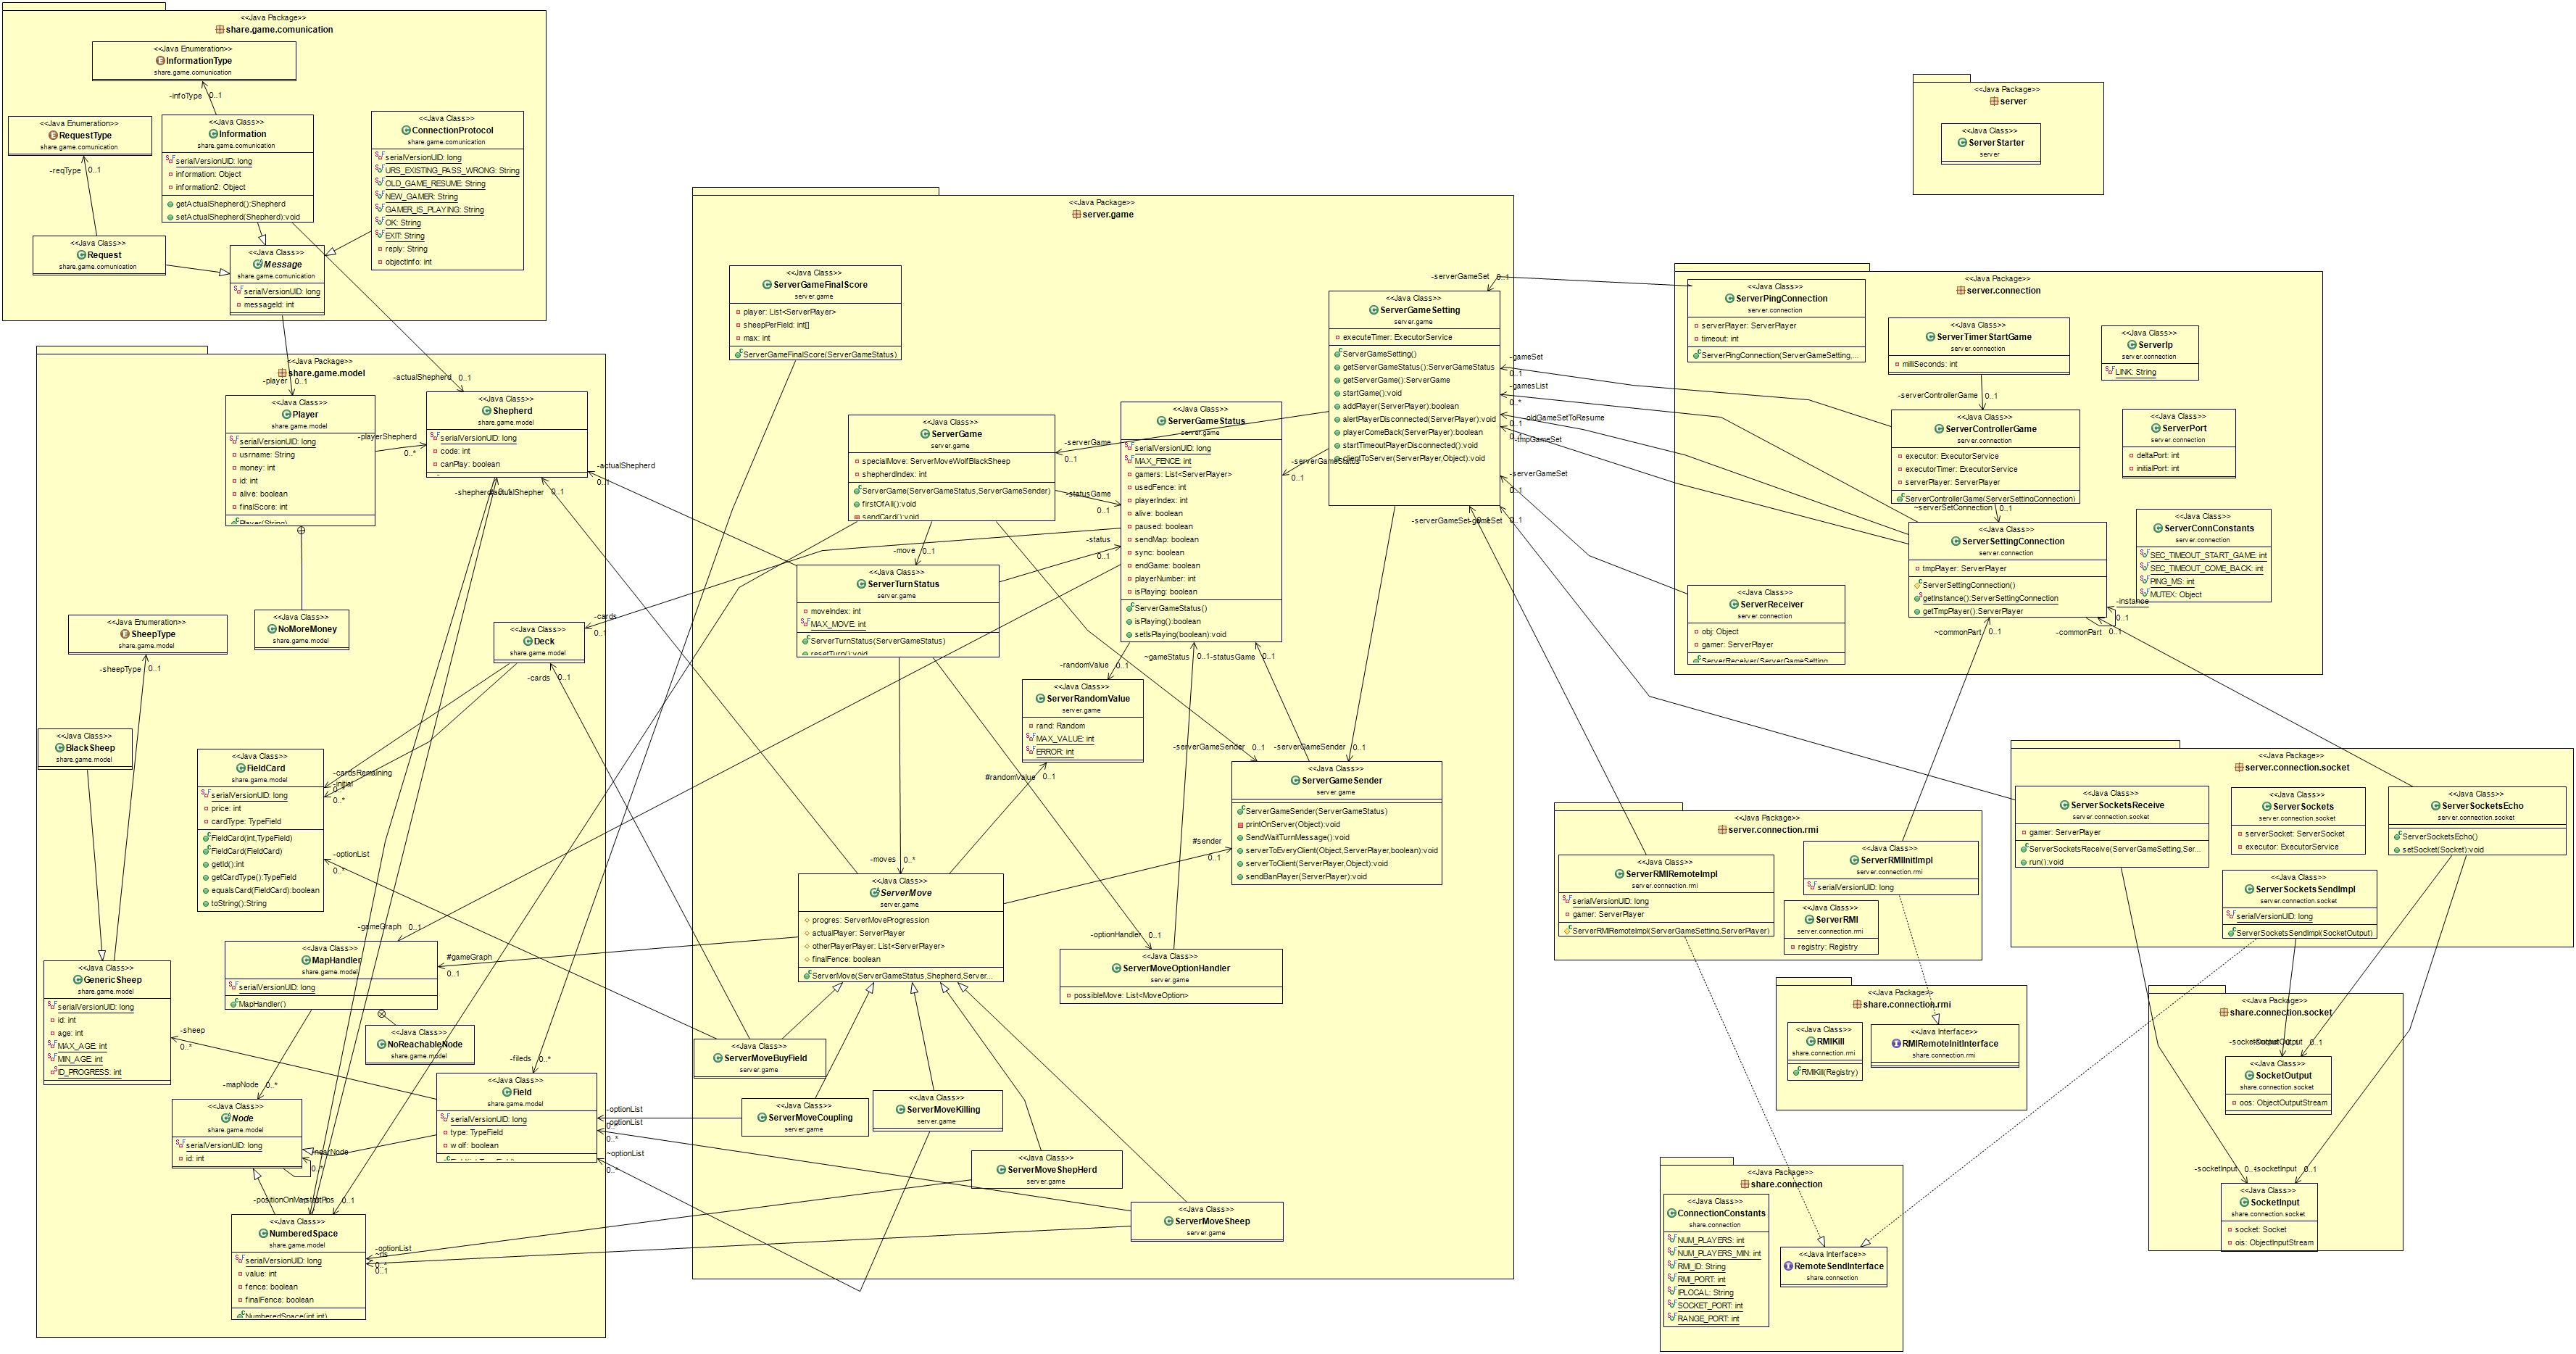 <<Java Package>>
share.game.comunication
<<Java Enumeration>>
InformationType
share.game.comunication
-infoType 0..1
<<Java Enumeration>>
RequestType
share.game.comunication
-reqType 0..1
<<Java Class>>
Information
share.game.comunication
serialVersionUID: long
information: Object
information2: Object
getActualShepherd():Shepherd
setActualShepherd(Shepherd):void
<<Java Class>>
ConnectionProtocol
share.game.comunication
serialVersionUID: long
URS_EXISTING_PASS_WRONG: String
OLD_GAME_RESUME: String
NEW_GAMER: String
GAMER_IS_PLAYING: String
OK: String
EXIT: String
reply: String
objectInfo: int
<<Java Class>>
Request
share.game.comunication
<<Java Class>>
Message
share.game.comunication
serialVersionUID: long
messageId: int
<<Java Package>>
share.game.model
-player 0..1
-actualShepherd 0..1
<<Java Class>>
Player
share.game.model
serialVersionUID: long
usrname: String
money: int
id: int
alive: boolean
finalScore: int
Player(String)
-playerShepherd
0..*
<<Java Class>>
Shepherd
share.game.model
serialVersionUID: long
code: int
canPlay: boolean
-actualShepherd
0..1
0..1
<<Java Class>>
NoMoreMoney
share.game.model
<<Java Enumeration>>
SheepType
share.game.model
-sheepType 0..1
<<Java Class>>
Deck
share.game.model
-cards
0..1
-cards 0..1
<<Java Class>>
BlackSheep
share.game.model
<<Java Class>>
FieldCard
share.game.model
serialVersionUID: long
price: int
cardType: TypeField
FieldCard(int,TypeField)
FieldCard(FieldCard)
getId():int
getCardType():TypeField
equalsCard(FieldCard):boolean
toString():String
-cardsRemaining
-initial
0..*
-optionList
0..*
-gameGraph 0..1
<<Java Class>>
MapHandler
share.game.model
serialVersionUID: long
MapHandler()
#gameGraph
0..1
<<Java Class>>
GenericSheep
share.game.model
serialVersionUID: long
id: int
age: int
MAX_AGE: int
MIN_AGE: int
ID_PROGRESS: int
-sheep
0..*
<<Java Class>>
NoReachableNode
share.game.model
-fileds 0..*
-mapNode 0..*
<<Java Class>>
Field
share.game.model
serialVersionUID: long
type: TypeField
wolf: boolean
-optionList
-optionList
0..*
~optionList
0..*
<<Java Class>>
Node
share.game.model
serialVersionUID: long
id: int
0..*
0..1
<<Java Class>>
NumberedSpace
share.game.model
serialVersionUID: long
value: int
fence: boolean
finalFence: boolean
NumberedSpace(int,int)
-optionList
0..1
<<Java Package>>
server.game
<<Java Class>>
ServerGameFinalScore
server.game
player: List<ServerPlayer>
sheepPerField: int[]
max: int
ServerGameFinalScore(ServerGameStatus)
<<Java Class>>
ServerGameSetting
server.game
executeTimer: ExecutorService
ServerGameSetting()
getServerGameStatus():ServerGameStatus
getServerGame():ServerGame
startGame():void
addPlayer(ServerPlayer):boolean
alertPlayerDisconnected(ServerPlayer):void
playerComeBack(ServerPlayer):boolean
startTimeoutPlayerDisconnected():void
clientToServer(ServerPlayer,Object):void
<<Java Class>>
ServerGame
server.game
specialMove: ServerMoveWolfBlackSheep
shepherdIndex: int
ServerGame(ServerGameStatus,ServerGameSender)
firstOfAll():void
sendCard():void
-serverGame
0..1
-statusGame
0..1
<<Java Class>>
ServerGameStatus
server.game
serialVersionUID: long
MAX_FENCE: int
gamers: List<ServerPlayer>
usedFence: int
playerIndex: int
alive: boolean
paused: boolean
sendMap: boolean
sync: boolean
endGame: boolean
playerNumber: int
isPlaying: boolean
ServerGameStatus()
isPlaying():boolean
setIsPlaying(boolean):void
-serverGameStatus
0..1
-move 0..1
-status
0..1
<<Java Class>>
ServerTurnStatus
server.game
moveIndex: int
MAX_MOVE: int
ServerTurnStatus(ServerGameStatus)
resetTurn():void
-randomValue 0..1
~gameStatus 0..1
-statusGame 0..1
<<Java Class>>
ServerRandomValue
server.game
rand: Random
MAX_VALUE: int
ERROR: int
#randomValue 0..1
-serverGameSender 0..1
-serverGameSender 0..1
<<Java Class>>
ServerGameSender
server.game
ServerGameSender(ServerGameStatus)
printOnServer(Object):void
SendWaitTurnMessage():void
serverToEveryClient(Object,ServerPlayer,boolean):void
serverToClient(ServerPlayer,Object):void
sendBanPlayer(ServerPlayer):void
#sender
0..1
-moves 0..*
<<Java Class>>
ServerMove
server.game
progres: ServerMoveProgression
actualPlayer: ServerPlayer
otherPlayerPlayer: List<ServerPlayer>
finalFence: boolean
ServerMove(ServerGameStatus,Shepherd,Server...
-optionHandler 0..1
<<Java Class>>
ServerMoveOptionHandler
server.game
possibleMove: List<MoveOption>
<<Java Class>>
ServerMoveBuyField
server.game
<<Java Class>>
ServerMoveCoupling
server.game
<<Java Class>>
ServerMoveKilling
server.game
<<Java Class>>
ServerMoveShepHerd
server.game
<<Java Class>>
ServerMoveSheep
server.game
<<Java Package>>
server
<<Java Class>>
ServerStarter
server
<<Java Package>>
server.connection
-serverGameSet 0..1
<<Java Class>>
ServerPingConnection
server.connection
serverPlayer: ServerPlayer
timeout: int
ServerPingConnection(ServerGameSetting,...
<<Java Class>>
ServerTimerStartGame
server.connection
milliSeconds: int
<<Java Class>>
ServerIp
server.connection
LINK: String
-gameSet
0..1
-gamesList
0..*
-oldGameSetToResume
0..1
-tmpGameSet
-serverGameSet
0..1
-serverGameSet
-gameSet
0..1
-serverControllerGame 0..1
<<Java Class>>
ServerControllerGame
server.connection
executor: ExecutorService
executorTimer: ExecutorService
serverPlayer: ServerPlayer
ServerControllerGame(ServerSettingConnection)
<<Java Class>>
ServerPort
server.connection
deltaPort: int
initialPort: int
~serverSetConnection 0..1
<<Java Class>>
ServerSettingConnection
server.connection
tmpPlayer: ServerPlayer
ServerSettingConnection()
getInstance():ServerSettingConnection
getTmpPlayer():ServerPlayer
<<Java Class>>
ServerConnConstants
server.connection
SEC_TIMEOUT_START_GAME: int
SEC_TIMEOUT_COME_BACK: int
PING_MS: int
MUTEX: Object
-instance
0..1
~commonPart 0..1
-commonPart 0..1
<<Java Class>>
ServerReceiver
server.connection
obj: Object
gamer: ServerPlayer
ServerReceiver(ServerGameSetting,
<<Java Package>>
server.connection.socket
<<Java Class>>
ServerSocketsReceive
server.connection.socket
gamer: ServerPlayer
ServerSocketsReceive(ServerGameSetting,Ser...
run():void
<<Java Class>>
ServerSockets
server.connection.socket
serverSocket: ServerSocket
executor: ExecutorService
<<Java Class>>
ServerSocketsEcho
server.connection.socket
ServerSocketsEcho()
setSocket(Socket):void
<<Java Class>>
ServerSocketsSendImpl
server.connection.socket
serialVersionUID: long
ServerSocketsSendImpl(SocketOutput)
<<Java Package>>
server.connection.rmi
<<Java Class>>
ServerRMIRemoteImpl
server.connection.rmi
serialVersionUID: long
gamer: ServerPlayer
ServerRMIRemoteImpl(ServerGameSetting,ServerPlayer)
<<Java Class>>
ServerRMIInitImpl
server.connection.rmi
serialVersionUID: long
<<Java Class>>
ServerRMI
server.connection.rmi
registry: Registry
<<Java Package>>
share.connection.rmi
<<Java Class>>
RMIKill
share.connection.rmi
RMIKill(Registry)
<<Java Interface>>
RMIRemoteInitInterface
share.connection.rmi
<<Java Package>>
share.connection.socket
0..1
<<Java Class>>
SocketOutput
share.connection.socket
oos: ObjectOutputStream
-socketInput 0..1
-socketInput 0..1
<<Java Class>>
SocketInput
share.connection.socket
socket: Socket
ois: ObjectInputStream
<<Java Package>>
share.connection
<<Java Class>>
ConnectionConstants
share.connection
NUM_PLAYERS: int
NUM_PLAYERS_MIN: int
RMI_ID: String
RMI_PORT: int
IPLOCAL: String
SOCKET_PORT: int
RANGE_PORT: int
<<Java Interface>>
RemoteSendInterface
share.connection